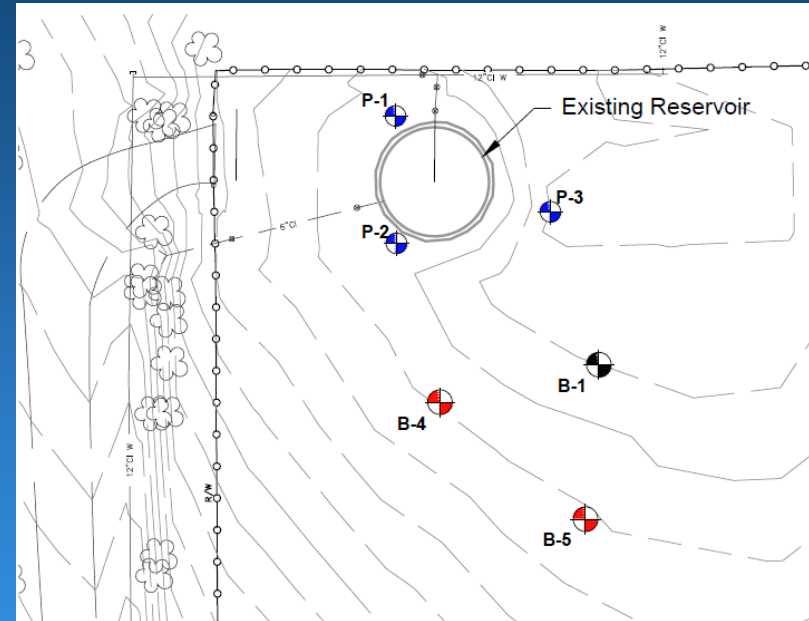 12"CI W
12"CI W
P-1
Existing Reservoir
P-3
6"CI
P-2
B-1
B-4
12"CI W
R/W
B-5